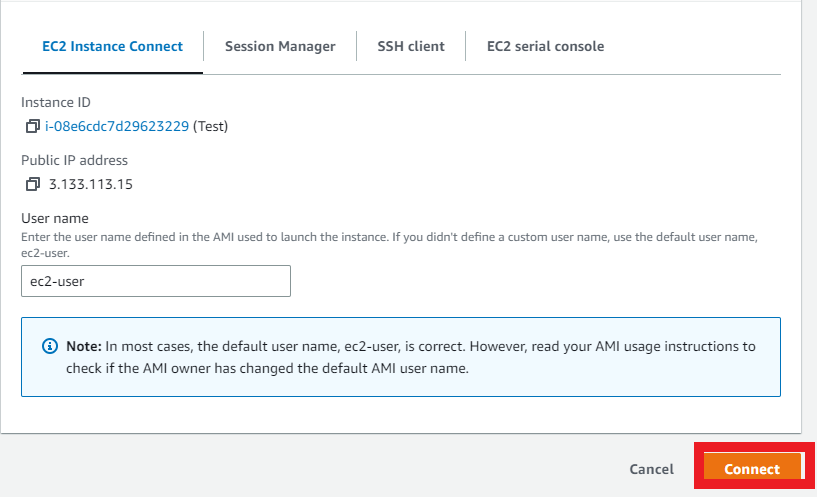 EC2 Instance Connect Session Manager SSH client EC2 serial console
Instance ID
i-08e6cdc7d29623229 (Test)
Public IP address
3.133.113.15
User name
Enter the user name defined in the AMI used to launch the instance. If you didn't define a custom user name, use the default user name,
ec2-user.
ec2-user
Note: In most cases, the default user name, ec2-user, is correct. However, read your AMI usage instructions to
check if the AMI owner has changed the default AMI user name.
Cancel Connect